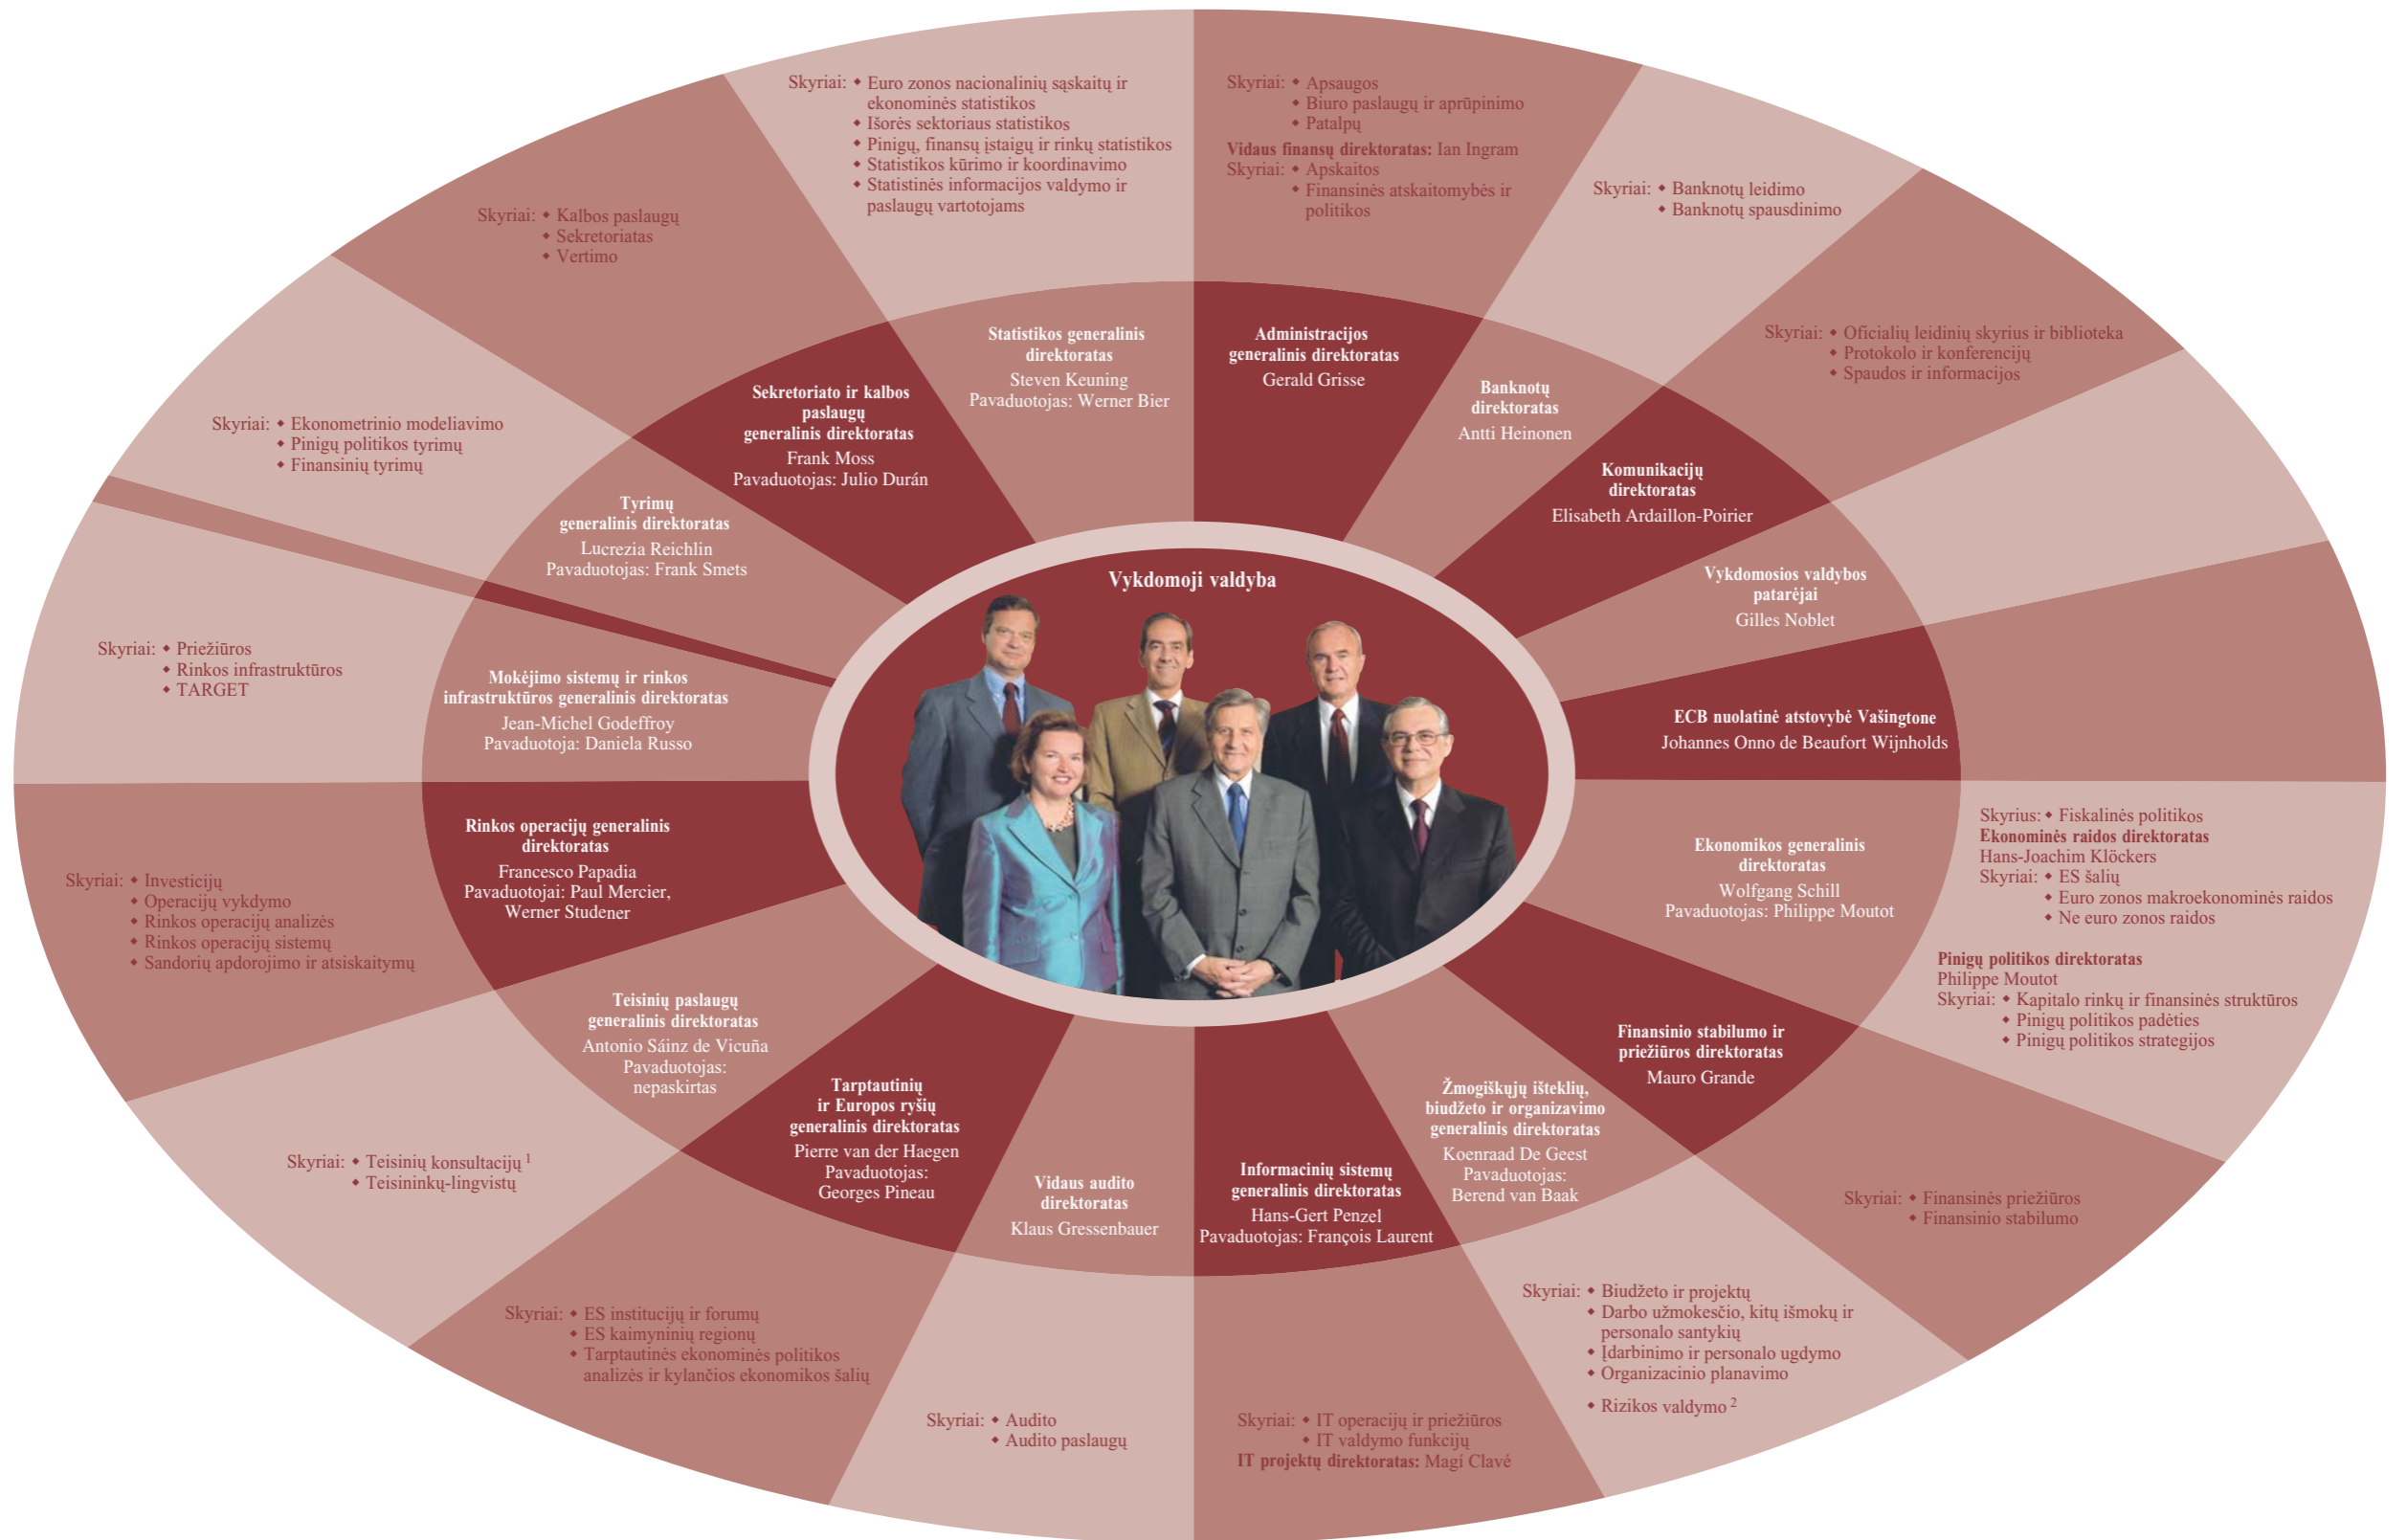 Vykdomoji valdyba
Administracijos
generalinis direktoratas
Gerald Grisse
Skyriai: ◆ Apsaugos
◆ Biuro paslaugų ir aprūpinimo
◆ Patalpų
Vidaus finansų direktoratas: Ian Ingram
Skyriai: ◆ Apskaitos
◆ Finansinės atskaitomybės ir
politikos
Banknotų
direktoratas
Antti Heinonen
Skyriai: ◆ Banknotų leidimo
◆ Banknotų spausdinimo
Komunikacijų
direktoratas
Elisabeth Ardaillon-Poirier
Skyriai: ◆ Oficialių leidinių skyrius ir biblioteka
◆ Protokolo ir konferencijų
◆ Spaudos ir informacijos
Vykdomosios valdybos
patarėjai
Gilles Noblet
ECB nuolatinė atstovybė Vašingtone
Johannes Onno de Beaufort Wijnholds
Ekonomikos generalinis
direktoratas
Wolfgang Schill
Pavaduotojas: Philippe Moutot
Skyrius: ◆ Fiskalinės politikos
Ekonominės raidos direktoratas
Hans-Joachim Klöckers
Skyriai: ◆ ES šalių
◆ Euro zonos makroekonominės raidos
◆ Ne euro zonos raidos
Pinigų politikos direktoratas
Philippe Moutot
Skyriai: ◆ Kapitalo rinkų ir finansinės struktūros
◆ Pinigų politikos padėties
◆ Pinigų politikos strategijos
Finansinio stabilumo ir
priežiūros direktoratas
Mauro Grande
Skyriai: ◆ Finansinės priežiūros
◆ Finansinio stabilumo
Žmogiškųjų išteklių,
biudžeto ir organizavimo
generalinis direktoratas
Koenraad De Geest
Pavaduotojas:
Berend van Baak
Skyriai: ◆ Biudžeto ir projektų
◆ Darbo užmokesčio, kitų išmokų ir
personalo santykių
◆ Įdarbinimo ir personalo ugdymo
◆ Organizacinio planavimo
◆ Rizikos valdymo 2
Informacinių sistemų
generalinis direktoratas
Hans-Gert Penzel
Pavaduotojas: François Laurent
Skyriai: ◆ IT operacijų ir priežiūros
◆ IT valdymo funkcijų
IT projektų direktoratas: Magí Clavé
Vidaus audito
direktoratas
Klaus Gressenbauer
Skyriai: ◆ Audito
◆ Audito paslaugų
Tarptautinių
ir Europos ryšių
generalinis direktoratas
Pierre van der Haegen
Pavaduotojas:
Georges Pineau
Skyriai: ◆ ES institucijų ir forumų
◆ ES kaimyninių regionų
◆ Tarptautinės ekonominės politikos
analizės ir kylančios ekonomikos šalių
Teisinių paslaugų
generalinis direktoratas
Antonio Sáinz de Vicuña
Pavaduotojas:
nepaskirtas
Skyriai: ◆ Teisinių konsultacijų 1
◆ Teisininkų-lingvistų
Rinkos operacijų generalinis
direktoratas
Francesco Papadia
Pavaduotojai: Paul Mercier,
Werner Studener
Skyriai: ◆ Investicijų
◆ Operacijų vykdymo
◆ Rinkos operacijų analizės
◆ Rinkos operacijų sistemų
◆ Sandorių apdorojimo ir atsiskaitymų
Mokėjimo sistemų ir rinkos
infrastruktūros generalinis direktoratas
Jean-Michel Godeffroy
Pavaduotoja: Daniela Russo
Skyriai: ◆ Priežiūros
◆ Rinkos infrastruktūros
◆ TARGET
Tyrimų
generalinis direktoratas
Lucrezia Reichlin
Pavaduotojas: Frank Smets
Skyriai: ◆ Ekonometrinio modeliavimo
◆ Pinigų politikos tyrimų
◆ Finansinių tyrimų
Sekretoriato ir kalbos
paslaugų
generalinis direktoratas
Frank Moss
Pavaduotojas: Julio Durán
Skyriai: ◆ Kalbos paslaugų
◆ Sekretoriatas
◆ Vertimo
Statistikos generalinis
direktoratas
Steven Keuning
Pavaduotojas: Werner Bier
Skyriai: ◆ Euro zonos nacionalinių sąskaitų ir
ekonominės statistikos
◆ Išorės sektoriaus statistikos
◆ Pinigų, finansų įstaigų ir rinkų statistikos
◆ Statistikos kūrimo ir koordinavimo
◆ Statistinės informacijos valdymo ir
paslaugų vartotojams